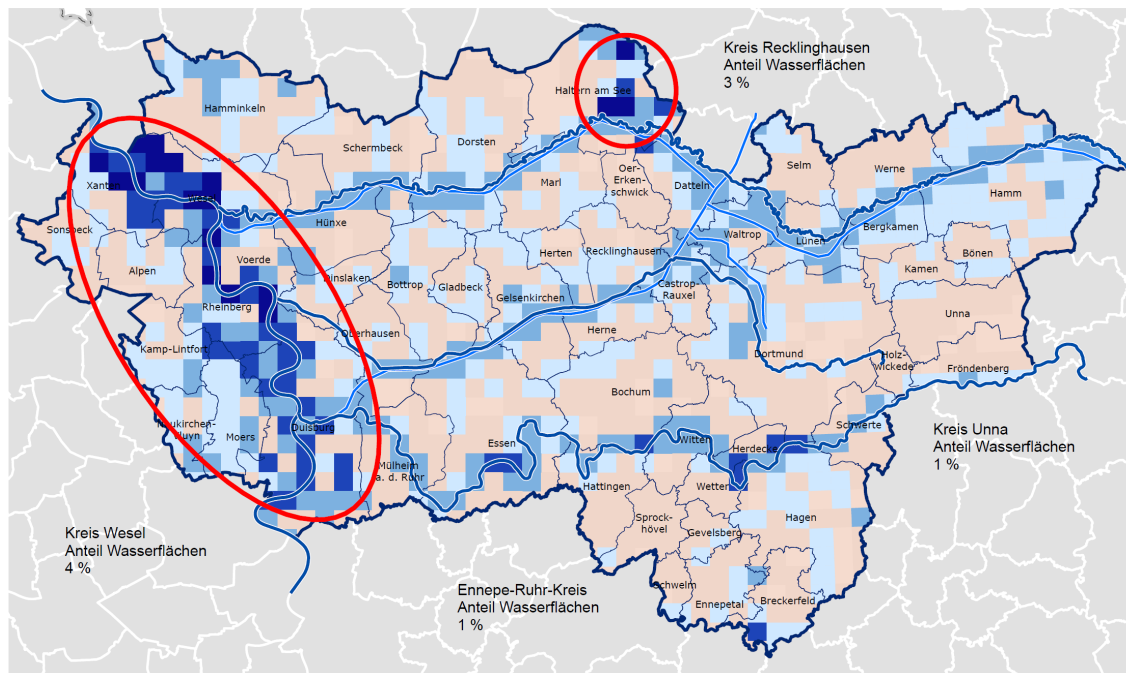 Kreis Recklinghausen
Anteil Wasserflächen
3 %
Hamminkeln
Haltern am See
Schermbeck
Dorsten
Selm
Werne
Xanten
Wesel
Marl
Oer-
Erken-
schwick
Datteln
Hamm
Sonsbeck
Hünxe
Waltrop
Lünen
Bergkamen
Alpen
Voerde
Dinslaken
Bottrop
Gladbeck
Herten
Recklinghausen
Kamen
Bönen
Rheinberg
Gelsenkirchen
Castrop-
Rauxel
Unna
Kamp-Lintfort
Oberhausen
Herne
Dortmund
Holz-
wickede
Fröndenberg
Bochum
Neukirchen-
Vluyn
Moers
Duisburg
Essen
Witten
Schwerte
Herdecke
Mülheim
a. d. Ruhr
Hattingen
Wetter
Hagen
Kreis Unna
Anteil Wasserflächen
1 %
Sprock-
hövel
Gevelsberg
Kreis Wesel
Anteil Wasserflächen
4 %
Ennepe-Ruhr-Kreis
Anteil Wasserflächen
1 %
Schwelm
Ennepetal
Breckerfeld